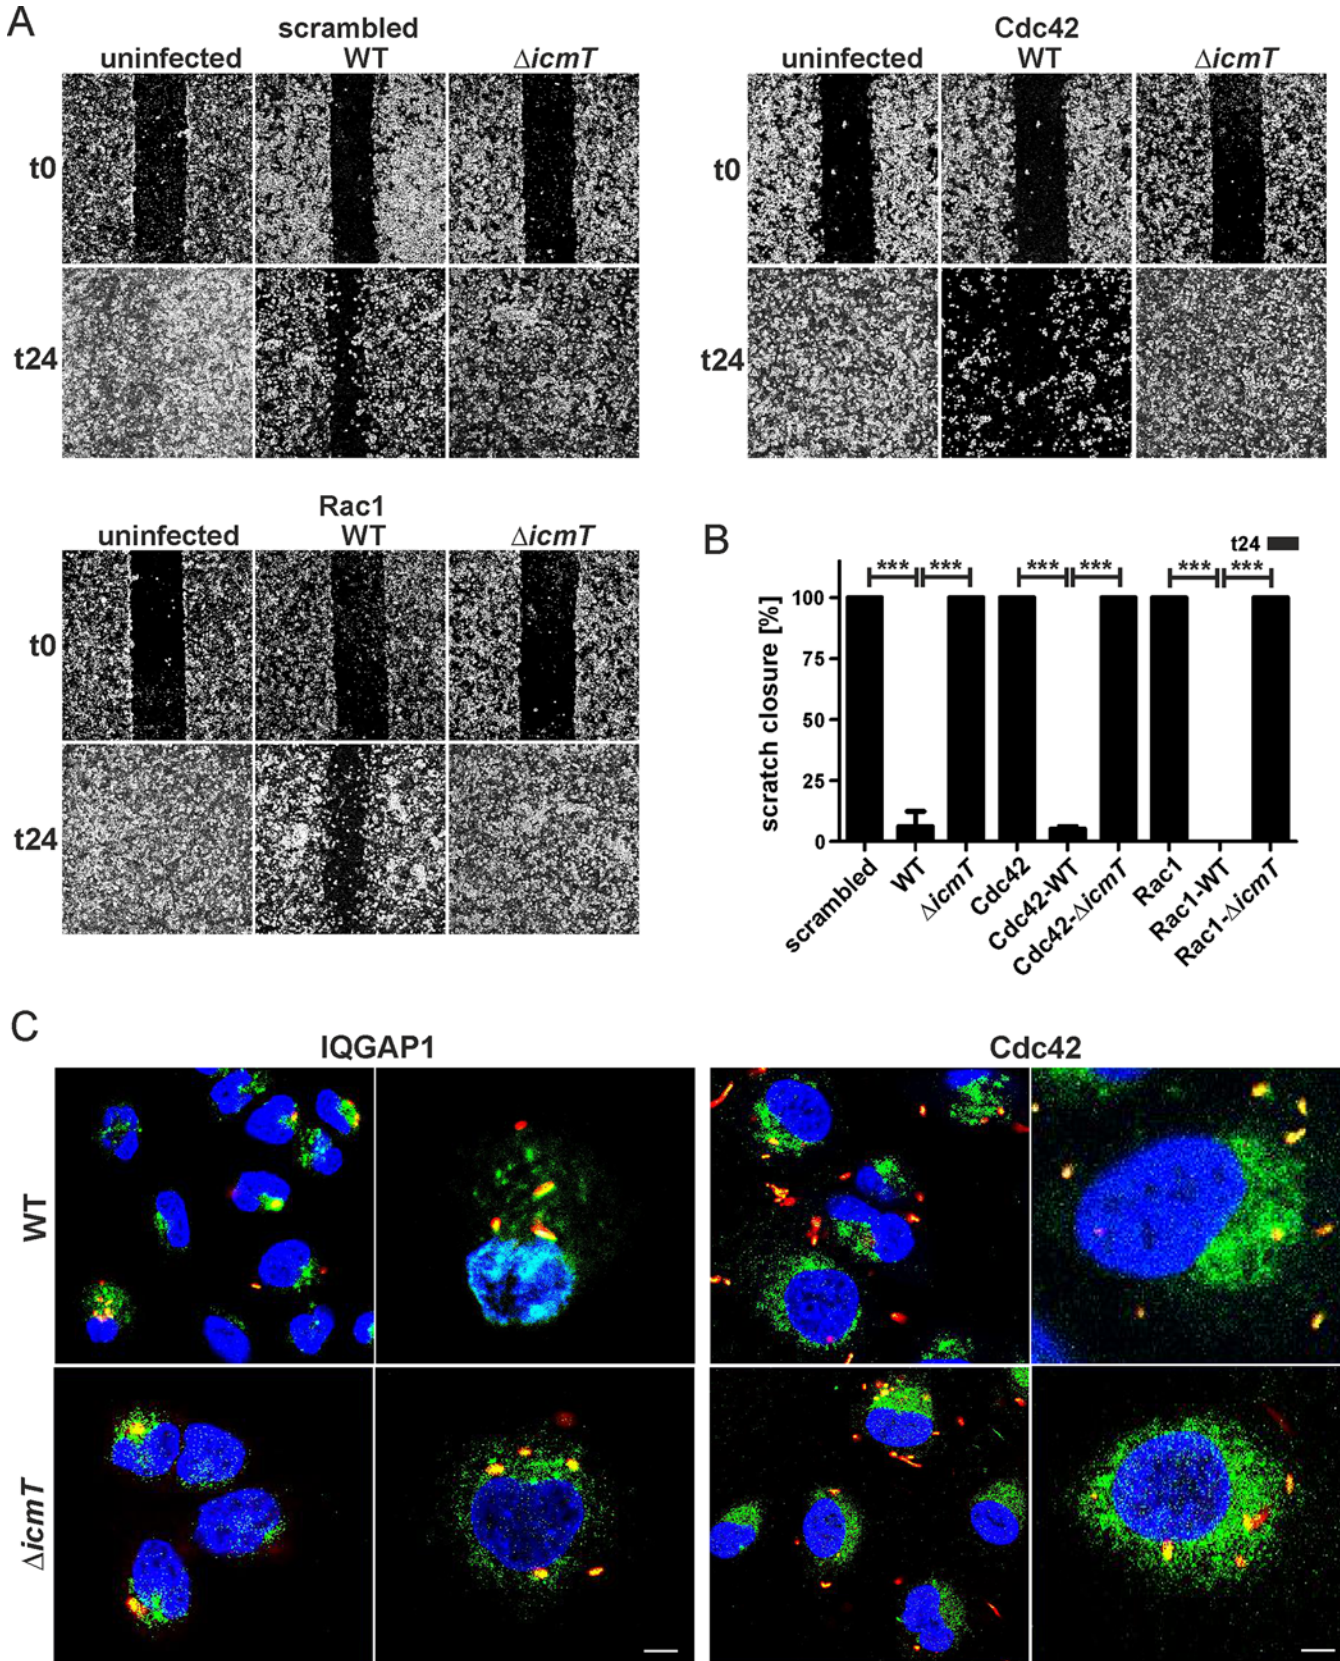 A
scrambled
uninfected WT ΔicmT
t0
t24
Cdc42
uninfected WT ΔicmT
t0
t24
Rac1
uninfected WT ΔicmT
t0
t24
B
t24
*** *** *** *** *** ***
scratch closure [%]
100
75
50
25
0
scrambled
WT
ΔicmT
Cdc42
Cdc42-WT
Cdc42-ΔicmT
Rac1
Rac1-WT
Rac1-ΔicmT
C
IQGAP1 Cdc42
WT
ΔicmT